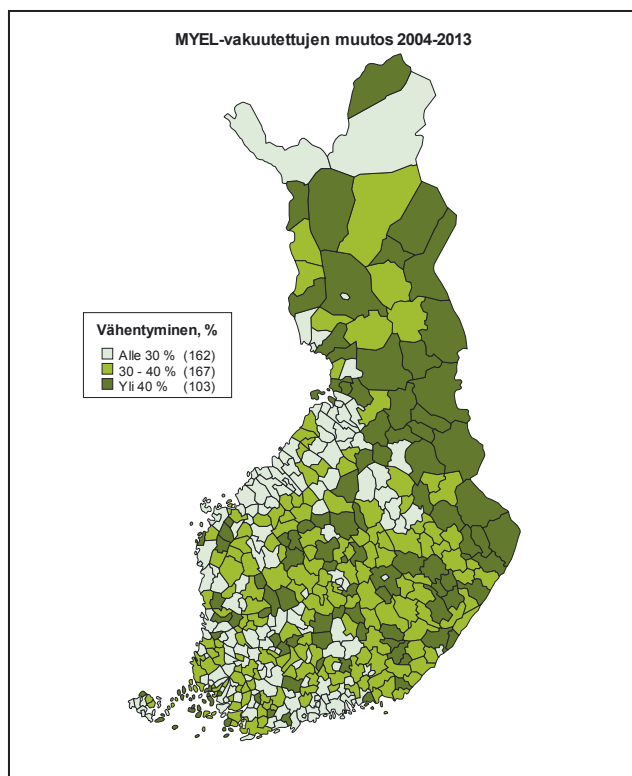 MYEL-vakuutettujen muutos 2004-2013
Vähentyminen, %
Alle 30 % (162)
30 - 40 % (167)
Yli 40 % (103)